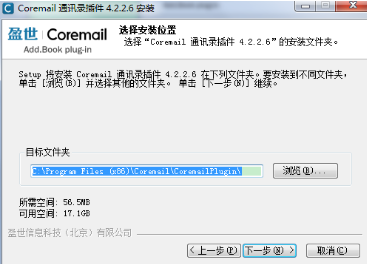 Coremail 通讯录插件 4.2.2.6 安装
盈世 Coremail
Add.Book plug-in
选择安装位置
选择“Coremail 通讯录插件 4.2.2.6”的安装文件夹。
Setup 将安装 Coremail 通讯录插件 4.2.2.6 在下列文件夹。要安装到不同文件夹，
单击 [浏览(B)] 并选择其他的文件夹。 单击 [下一步(N)] 继续。
目标文件夹
C:\Program Files (x86)\Coremail\CoremailPlugin\
浏览(B)...
所需空间: 56.5MB
可用空间: 17.1GB
盈世信息科技（北京）有限公司
< 上一步(P) 下一步(N) > 取消(C)